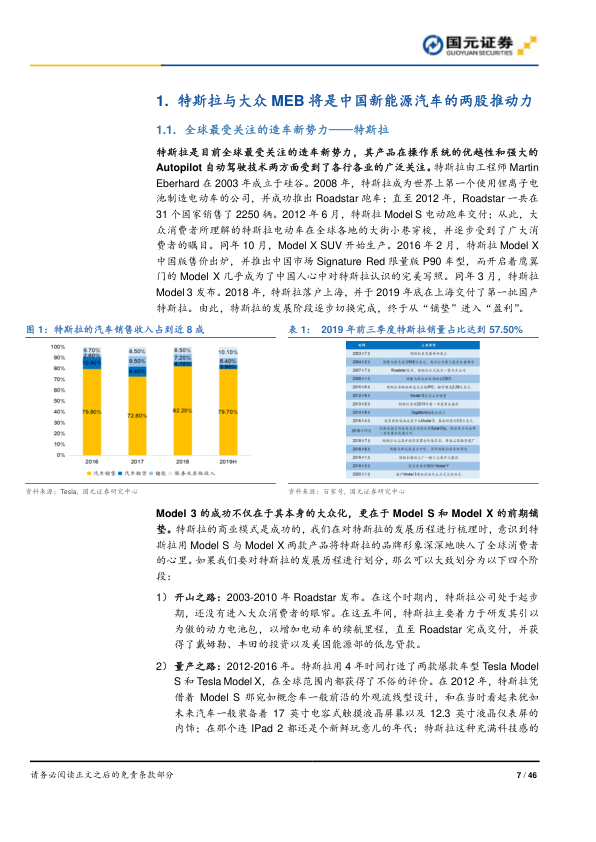 国元证券
GUOYUAN SECURITIES
1. 特斯拉与大众 MEB 将是中国新能源汽车的两股推动力
1.1. 全球最受关注的造车新势力——特斯拉
特斯拉是目前全球最受关注的造车新势力，其产品在操作系统的优越性和强大的
Autopilot 自动驾驶技术两方面受到了各行各业的广泛关注。特斯拉由工程师 Martin
Eberhard 在 2003 年成立于硅谷。2008 年，特斯拉成为世界上第一个使用锂离子电
池制造电动车的公司，并成功推出 Roadstar 跑车；直至 2012 年，Roadstar 一共在
31 个国家销售了 2250 辆。2012 年 6 月，特斯拉 Model S 电动跑车交付；从此，大
众消费者所理解的特斯拉电动车在全球各地的大街小巷穿梭，并逐步受到了广大消
费者的瞩目。同年 10 月，Model X SUV 开始生产。2016 年 2 月，特斯拉 Model X
中国版售价出炉，并推出中国市场 Signature Red 限量版 P90 车型，而开启着鹰翼
门的 Model X 几乎成为了中国人心中对特斯拉认识的完美写照。同年 3 月，特斯拉
Model 3 发布。2018 年，特斯拉落户上海，并于 2019 年底在上海交付了第一批国产
特斯拉。由此，特斯拉的发展阶段逐步切换完成，终于从“铺垫”进入“盈利”。
图 1：特斯拉的汽车销售收入占到近 8 成
表 1： 2019 年前三季度特斯拉销量占比达到 57.50%
100%
90%
80%
70%
60%
50%
40%
30%
20%
10%
0%
6.70% 8.50% 8.50% 10.10%
2.60% 9.50% 7.20% 6.40%
79.80% 72.60% 82.20% 79.70%
2016 2017 2018 2019H
汽车销售 汽车租赁 储能 服务及其他收入
资料来源：Tesla，国元证券研究中心
资料来源：百家号，国元证券研究中心
Model 3 的成功不仅在于其本身的大众化，更在于 Model S 和 Model X 的前期铺
垫。特斯拉的商业模式是成功的，我们在对特斯拉的发展历程进行梳理时，意识到特
斯拉用 Model S 与 Model X 两款产品将特斯拉的品牌形象深深地映入了全球消费者
的心里。如果我们要对特斯拉的发展历程进行划分，那么可以大致划分为以下四个阶
段：
1） 开山之路：2003-2010 年 Roadstar 发布。在这个时期内，特斯拉公司处于起步
期，还没有进入大众消费者的眼帘。在这五年间，特斯拉主要着力于研发其引以
为傲的动力电池包，以增加电动车的续航里程，直至 Roadstar 完成交付，并获
得了戴姆勒、丰田的投资以及美国能源部的低息贷款。
2） 量产之路：2012-2016 年。特斯拉用 4 年时间打造了两款爆款车型 Tesla Model
S 和 Tesla Model X，在全球范围内都获得了不俗的评价。在 2012 年，特斯拉凭
借着 Model S 那宛如概念车一般前沿的外观流线型设计，和在当时看起来犹如
未来汽车一般装备着 17 英寸电容式触摸液晶屏幕以及 12.3 英寸液晶仪表屏的
内饰；在那个连 IPad 2 都还是个新鲜玩意儿的年代；特斯拉这种充满科技感的
请务必阅读正文之后的免责条款部分
7 / 46